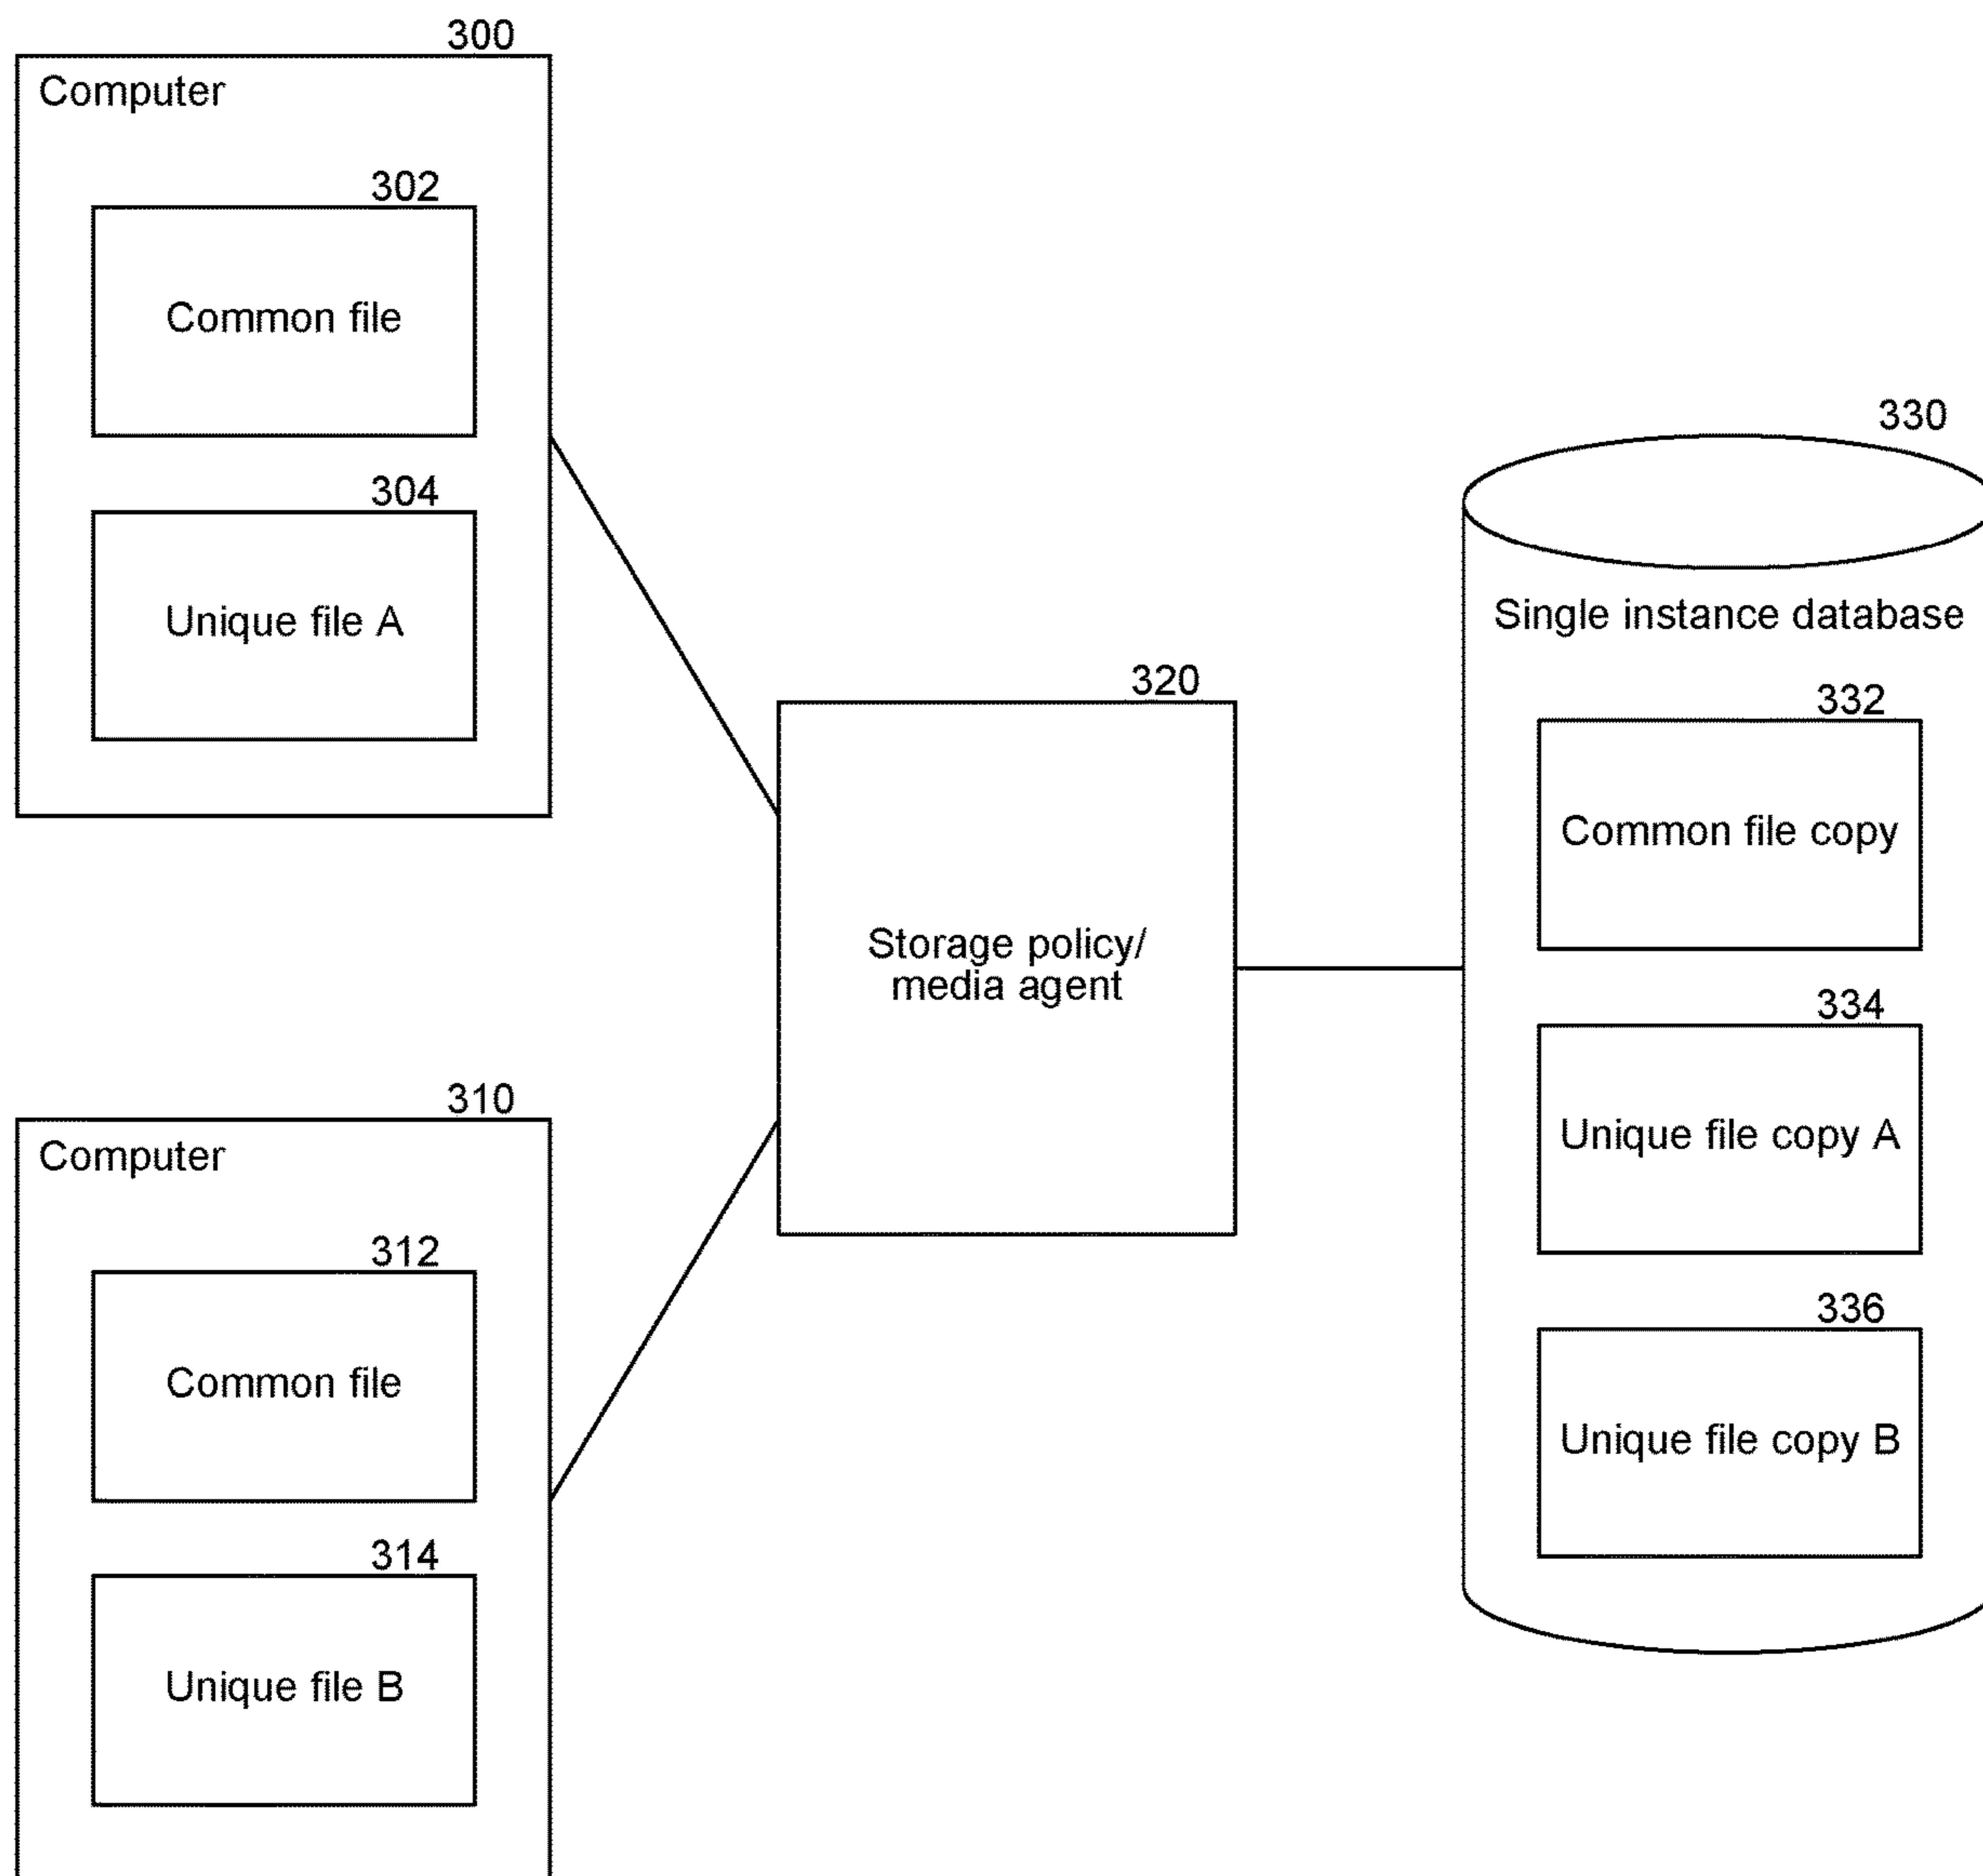 300
Computer
302
Common file
304
Unique file A
310
Computer
312
Common file
314
Unique file B
320
Storage policy/
media agent
330
Single instance database
332
Common file copy
334
Unique file copy A
336
Unique file copy B